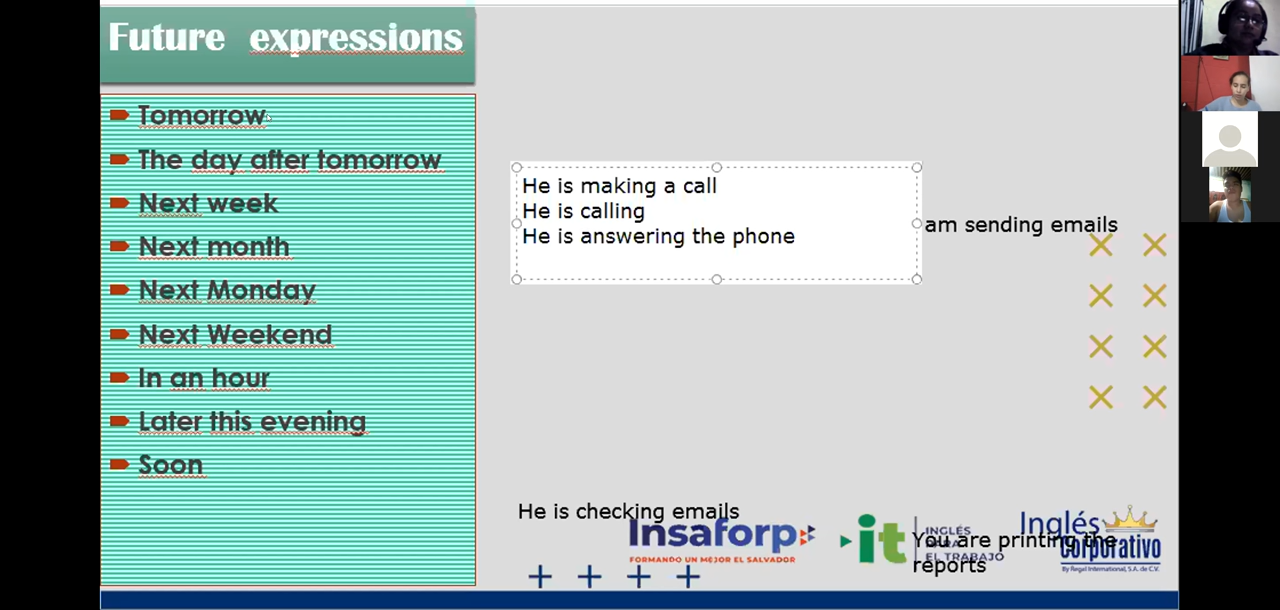 Future expressions
Tomorrow
The day after tomorrow
Next week
Next month
Next Monday
Next Weekend
In an hour
Later this evening
Soon
He is making a call
He is calling
He is answering the phone
am sending emails
He is checking emails
You are printing the
reports
Insaforp
FORMANDO UN MEJOR EL SALVADOR
it
INGLÉS
PARA
EL TRABAJO
Inglés
Corporativo
By Regal International, S.A. de C.V.